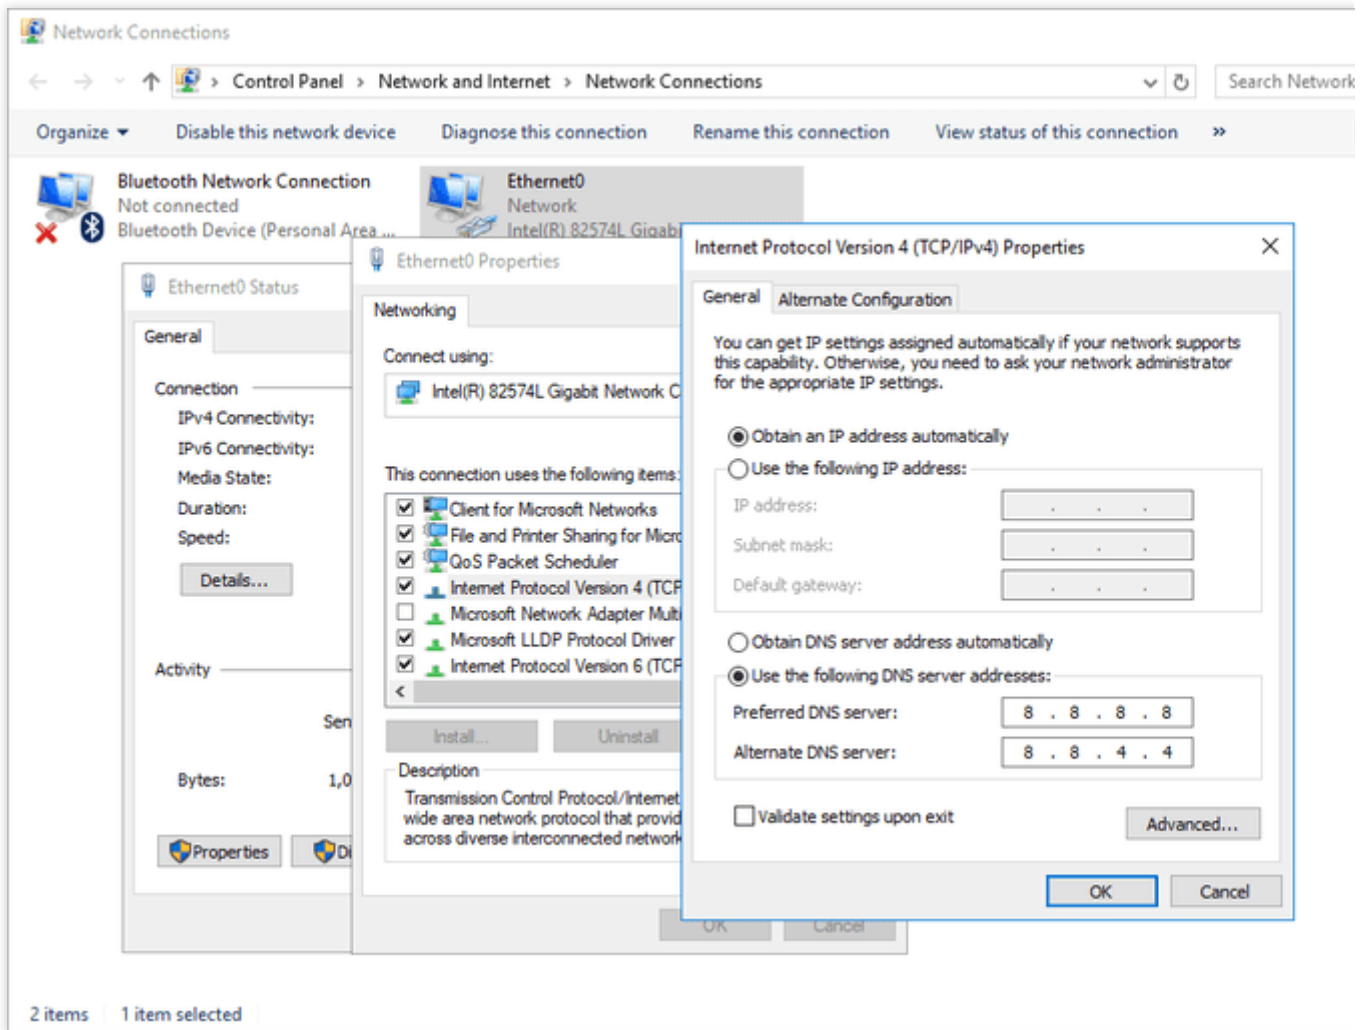 Network Connections
Control Panel > Network and Internet > Network Connections
Search Network
Organize
Disable this network device
Diagnose this connection
Rename this connection
View status of this connection
»
Bluetooth Network Connection
Not connected
Bluetooth Device (Personal Area ...
Ethernet0
Network
Intel(R) 82574L Gigab
Ethernet0 Status
General
Connection
IPv4 Connectivity:
IPv6 Connectivity:
Media State:
Duration:
Speed:
Details...
Activity
Sen
Bytes: 1,0
Properties
Di
Ethernet0 Properties
Networking
Connect using:
Intel(R) 82574L Gigabit Network C
This connection uses the following items:
Client for Microsoft Networks
File and Printer Sharing for Micro
QoS Packet Scheduler
Internet Protocol Version 4 (TCP
Microsoft Network Adapter Multi
Microsoft LLDP Protocol Driver
Internet Protocol Version 6 (TCP
Install...
Uninstall
Description
Transmission Control Protocol/Internet
wide area network protocol that provid
across diverse interconnected network
OK
Cancel
Internet Protocol Version 4 (TCP/IPv4) Properties
General
Alternate Configuration
You can get IP settings assigned automatically if your network supports
this capability. Otherwise, you need to ask your network administrator
for the appropriate IP settings.
Obtain an IP address automatically
Use the following IP address:
IP address: . . .
Subnet mask: . . .
Default gateway: . . .
Obtain DNS server address automatically
Use the following DNS server addresses:
Preferred DNS server: 8 . 8 . 8 . 8
Alternate DNS server: 8 . 8 . 4 . 4
Validate settings upon exit
Advanced...
OK
Cancel
2 items
1 item selected